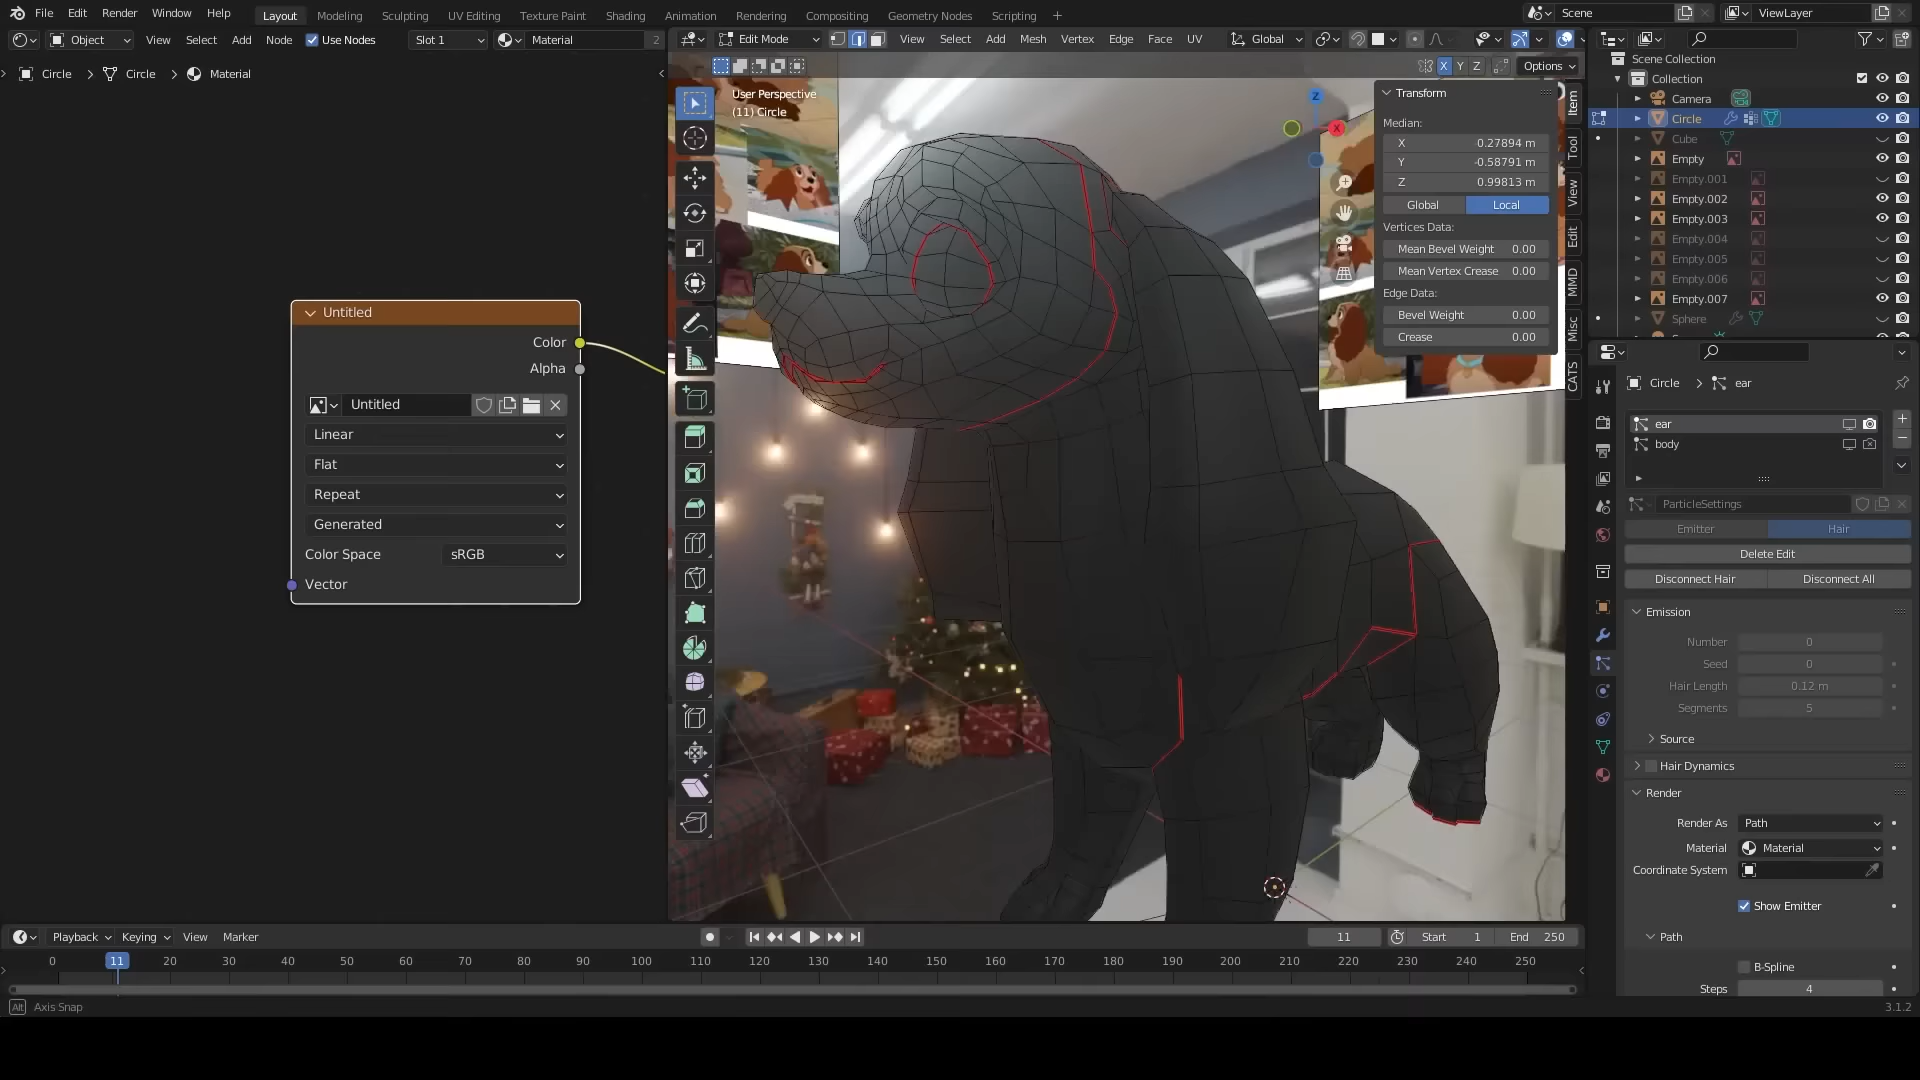 File Edit Render Window Help Layout Modeling Sculpting UV Editing Texture Paint Shading Animation Rendering Compositing Geometry Nodes Scripting + Scene ViewLayer
Object View Select Add Node Use Nodes Slot 1 Material 2 Edit Mode View Select Add Mesh Vertex Edge Face UV Global
Circle > Circle > Material
X Y Z Options
User Perspective
(11) Circle
Z
X
Transform
Median:
X 0.27894 m
Y -0.58791 m
Z 0.99813 m
Global Local
Vertices Data:
Mean Bevel Weight 0.00
Mean Vertex Crease 0.00
Edge Data:
Bevel Weight 0.00
Crease 0.00
Item
Tool
View
Edit
MMD
Misc
CATS
Untitled
Color
Alpha
Untitled
Linear
Flat
Repeat
Generated
Color Space sRGB
Vector
Scene Collection
Collection
Camera
Circle
Cube
Empty
Empty.001
Empty.002
Empty.003
Empty.004
Empty.005
Empty.006
Empty.007
Sphere
Circle > ear
ear
body
ParticleSettings
Emitter Hair
Delete Edit
Disconnect Hair Disconnect All
Emission
Number 0
Seed 0
Hair Length 0.12 m
Segments 5
Source
Hair Dynamics
Render
Render As Path
Material Material
Coordinate System
Show Emitter
Path
B-Spline
Steps 4
Playback Keying View Marker 11 Start 1 End 250
0 11 20 30 40 50 60 70 80 90 100 110 120 130 140 150 160 170 180 190 200 210 220 230 240 250
Alt Axis Snap 3.1.2